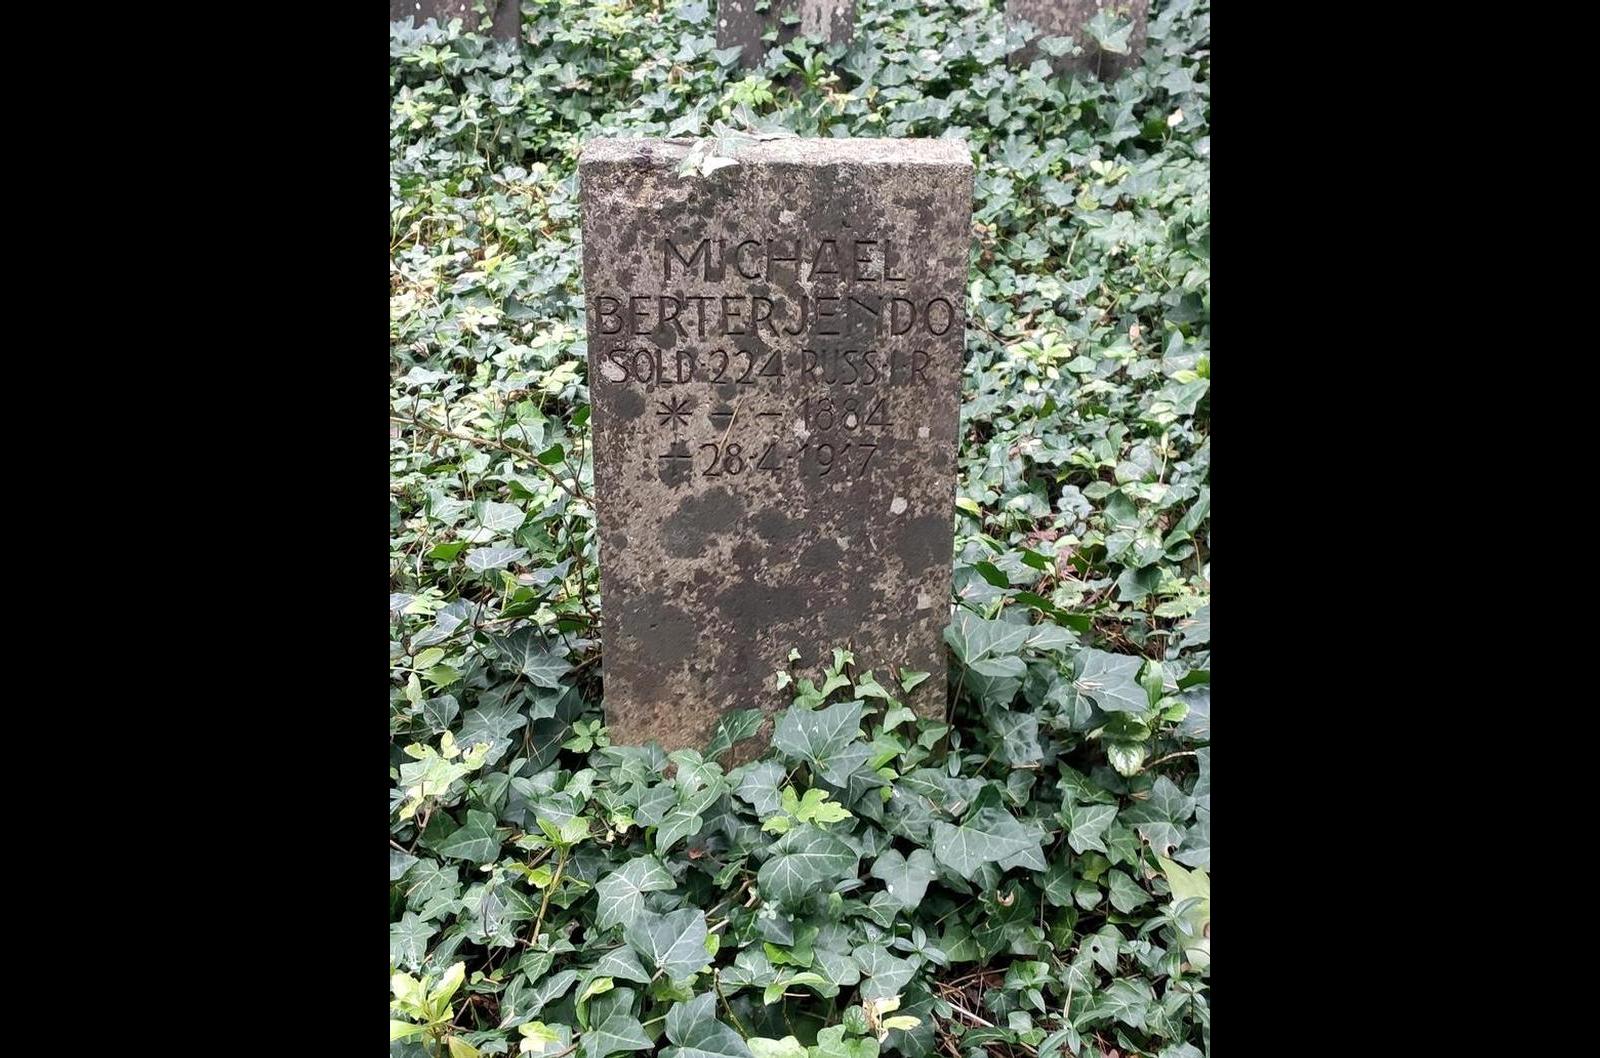 MICHAEL
BERTERJENDO
SOLD·224 RUSS·I·R
* – – 1884
+ 28·4·1917